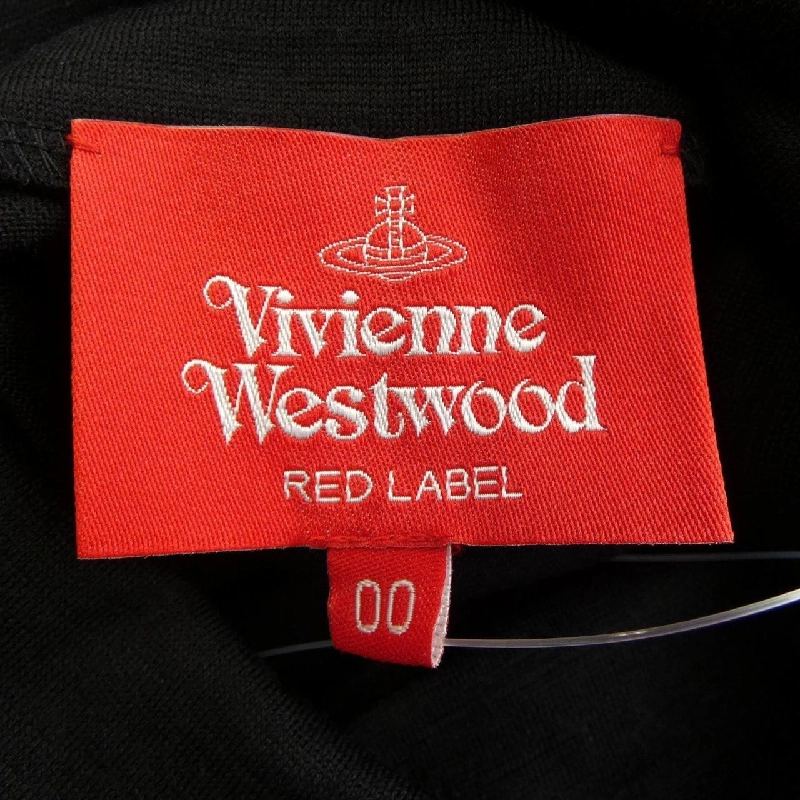 Vivienne
Westwood
RED LABEL
00